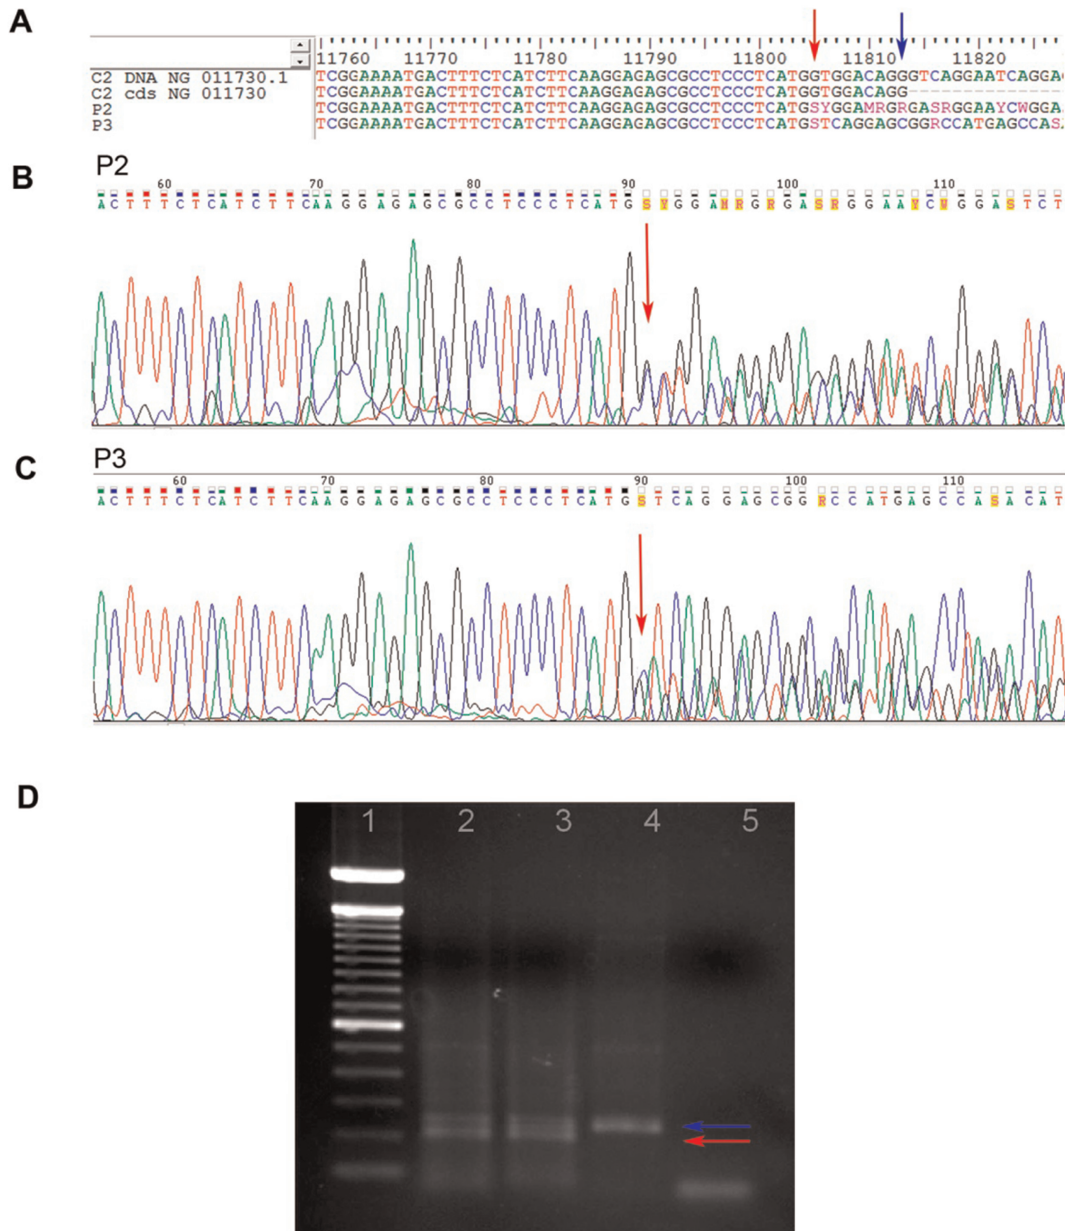 A
11760 11770 11780 11790 11800 11810 11820
C2 DNA NG 011730.1 TCGGAAAATGACTTTCTCATCTTCAAGGAGAGCGCCTCCCTCATGGTGGACAGGGTCAGGAATCAGGA
C2 cds NG 011730 TCGGAAAATGACTTTCTCATCTTCAAGGAGAGCGCCTCCCTCATGGTGGACAGG--------------
P2 TCGGAAAATGACTTTCTCATCTTCAAGGAGAGCGCCTCCCTCATGSYGGAMRGRGASRGGAAYCWGGA
P3 TCGGAAAATGACTTTCTCATCTTCAAGGAGAGCGCCTCCCTCATGSTCAGGAGCGGRCCATGAGCCAS
B
P2
60 70 80 90 100 110
ACTTTCTCATCTTCAAGGAGAGCGCCTCCCTCATGSYGGAMRGRGASRGGAAYCWGGASTCT
C
P3
60 70 80 90 100 110
ACTTTCTCATCTTCAAGGAGAGCGCCTCCCTCATGSTCAGGAGCGGRCCATGAGCCASACAT
D
1 2 3 4 5